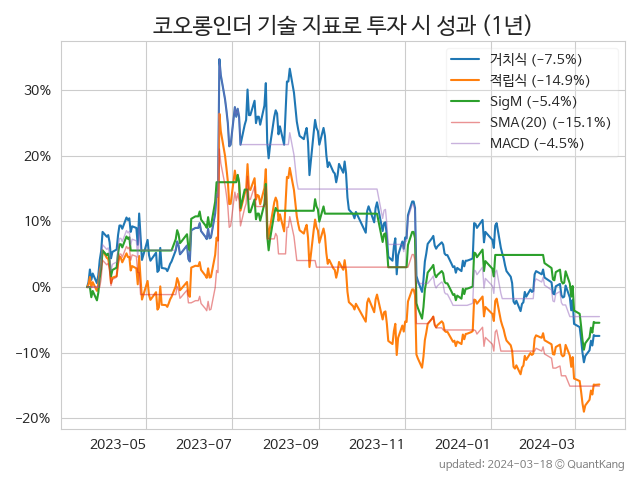 코오롱인더 기술 지표로 투자 시 성과 (1년)
거치식 (−7.5%)
적립식 (−14.9%)
SigM (−5.4%)
SMA(20) (−15.1%)
MACD (−4.5%)
30%
20%
10%
0%
−10%
−20%
2023-05 2023-07 2023-09 2023-11 2024-01 2024-03
updated: 2024-03-18 © QuantKang